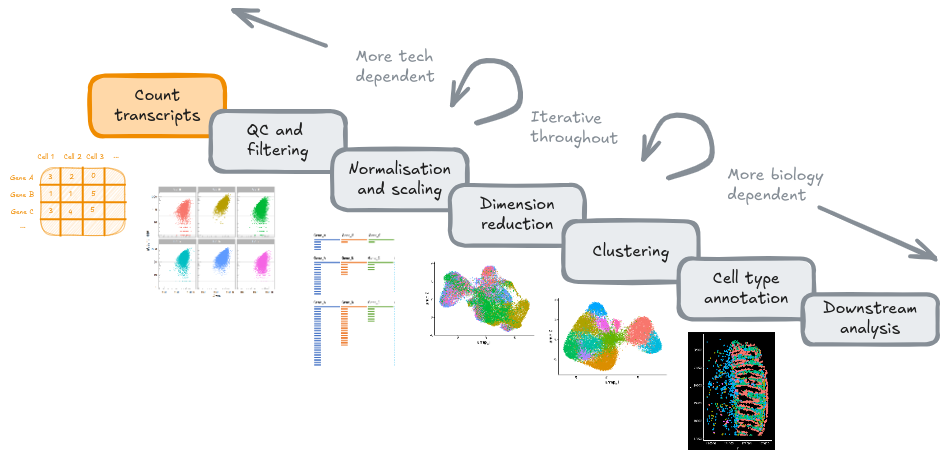 More tech
dependent
Count
transcripts
Iterative
throughout
QC and
filtering
Normalisation
and scaling
More biology
dependent
Cell 1 Cell 2 Cell 3 ...
Gene A 3 2 0
Gene B 1 1 5
Gene C 3 4 5
...
Dimension
reduction
Clustering
Cell type
annotation
Downstream
analysis